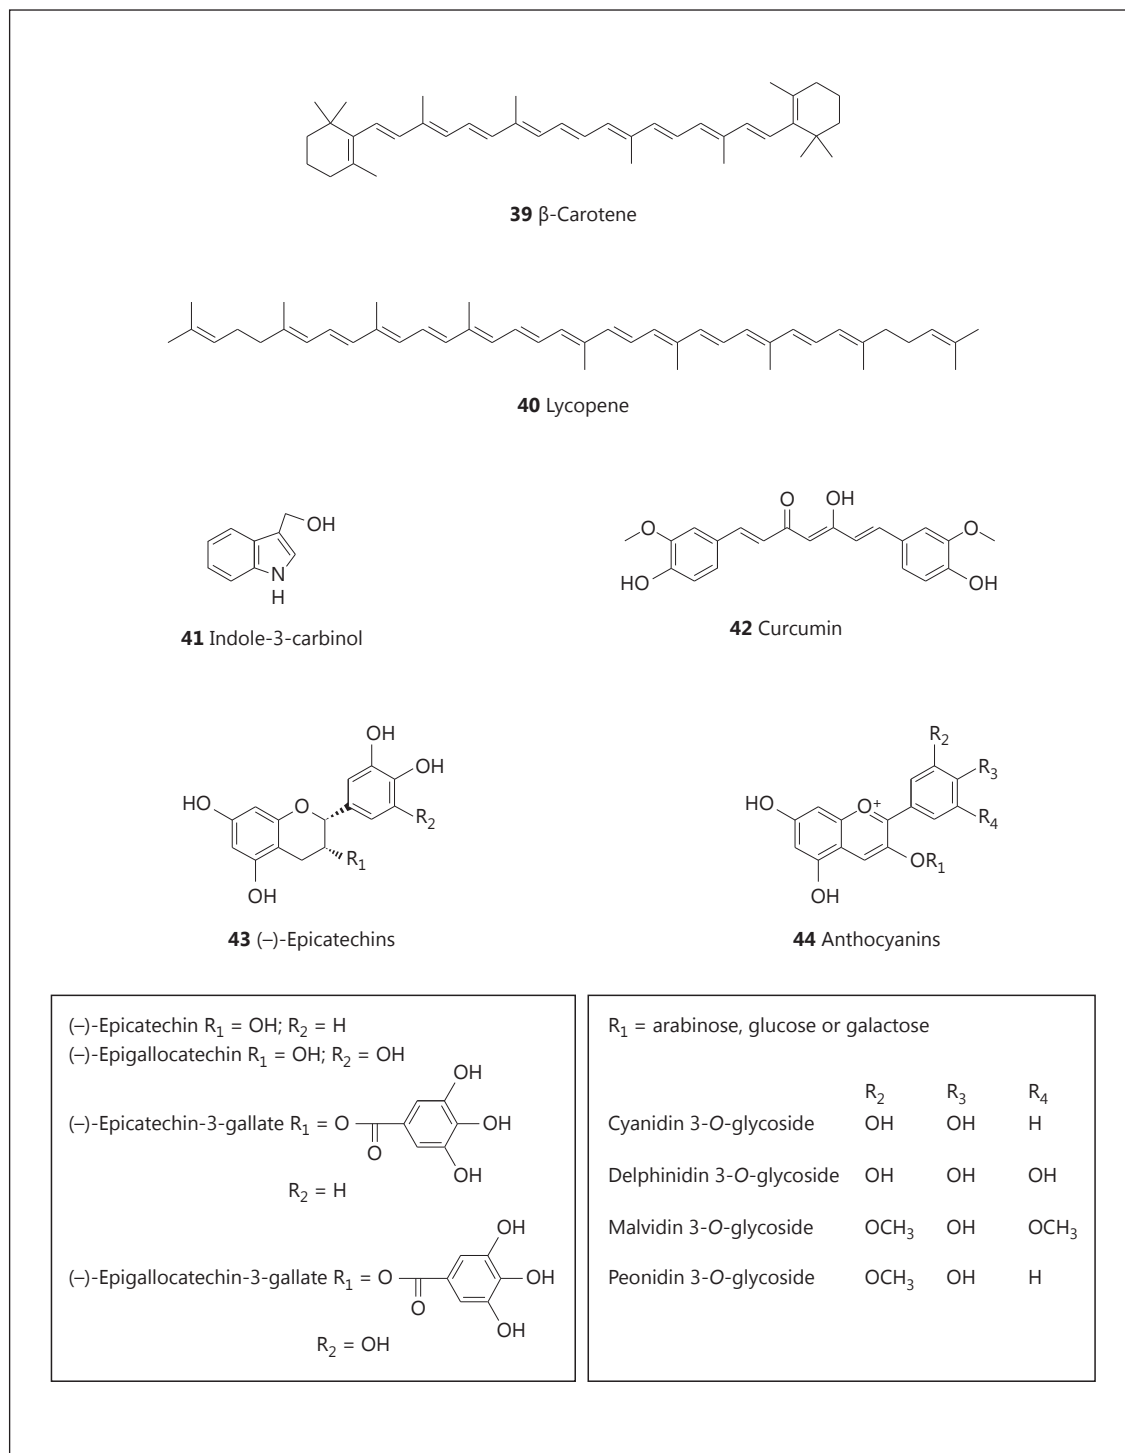 39 β-Carotene
40 Lycopene
OH
N
H
41 Indole-3-carbinol
O OH
O O
HO OH
42 Curcumin
OH
OH
HO O
R2
R1
OH
43 (–)-Epicatechins
R2
R3
HO O+
R4
OR1
OH
44 Anthocyanins
(–)-Epicatechin R1 = OH; R2 = H
(–)-Epigallocatechin R1 = OH; R2 = OH
OH
(–)-Epicatechin-3-gallate R1 = O OH
O
OH
R2 = H
OH
(–)-Epigallocatechin-3-gallate R1 = O OH
O
OH
R2 = OH
R1 = arabinose, glucose or galactose
R2 R3 R4
Cyanidin 3-O-glycoside OH OH H
Delphinidin 3-O-glycoside OH OH OH
Malvidin 3-O-glycoside OCH3 OH OCH3
Peonidin 3-O-glycoside OCH3 OH H